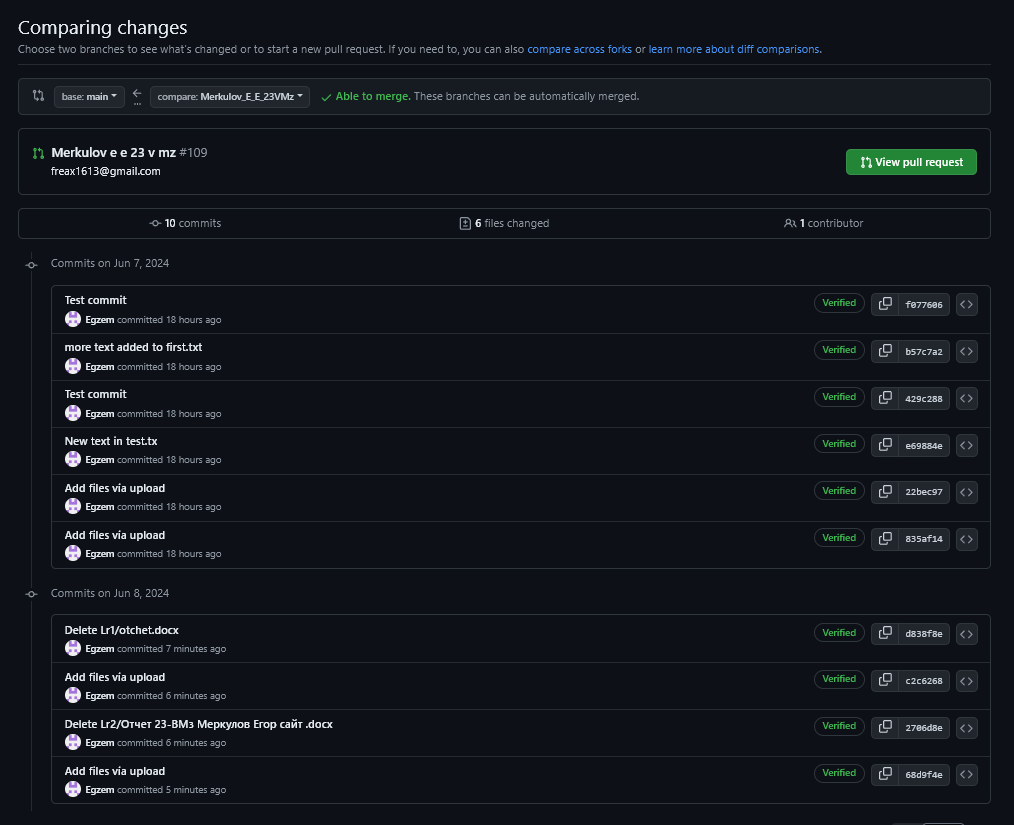 Comparing changes
Choose two branches to see what's changed or to start a new pull request. If you need to, you can also compare across forks or learn more about diff comparisons.
base: main compare: Merkulov_E_E_23VMz Able to merge. These branches can be automatically merged.
Merkulov e e 23 v mz #109
freax1613@gmail.com
View pull request
10 commits 6 files changed 1 contributor
Commits on Jun 7, 2024
Test commit
Egzem committed 18 hours ago
Verified f077606
more text added to first.txt
Egzem committed 18 hours ago
Verified b57c7a2
Test commit
Egzem committed 18 hours ago
Verified 429c288
New text in test.tx
Egzem committed 18 hours ago
Verified e69884e
Add files via upload
Egzem committed 18 hours ago
Verified 22bec97
Add files via upload
Egzem committed 18 hours ago
Verified 835af14
Commits on Jun 8, 2024
Delete Lr1/otchet.docx
Egzem committed 7 minutes ago
Verified d838f8e
Add files via upload
Egzem committed 6 minutes ago
Verified c2c6268
Delete Lr2/Отчет 23-ВМз Меркулов Егор сайт .docx
Egzem committed 6 minutes ago
Verified 2706d8e
Add files via upload
Egzem committed 5 minutes ago
Verified 68d9f4e